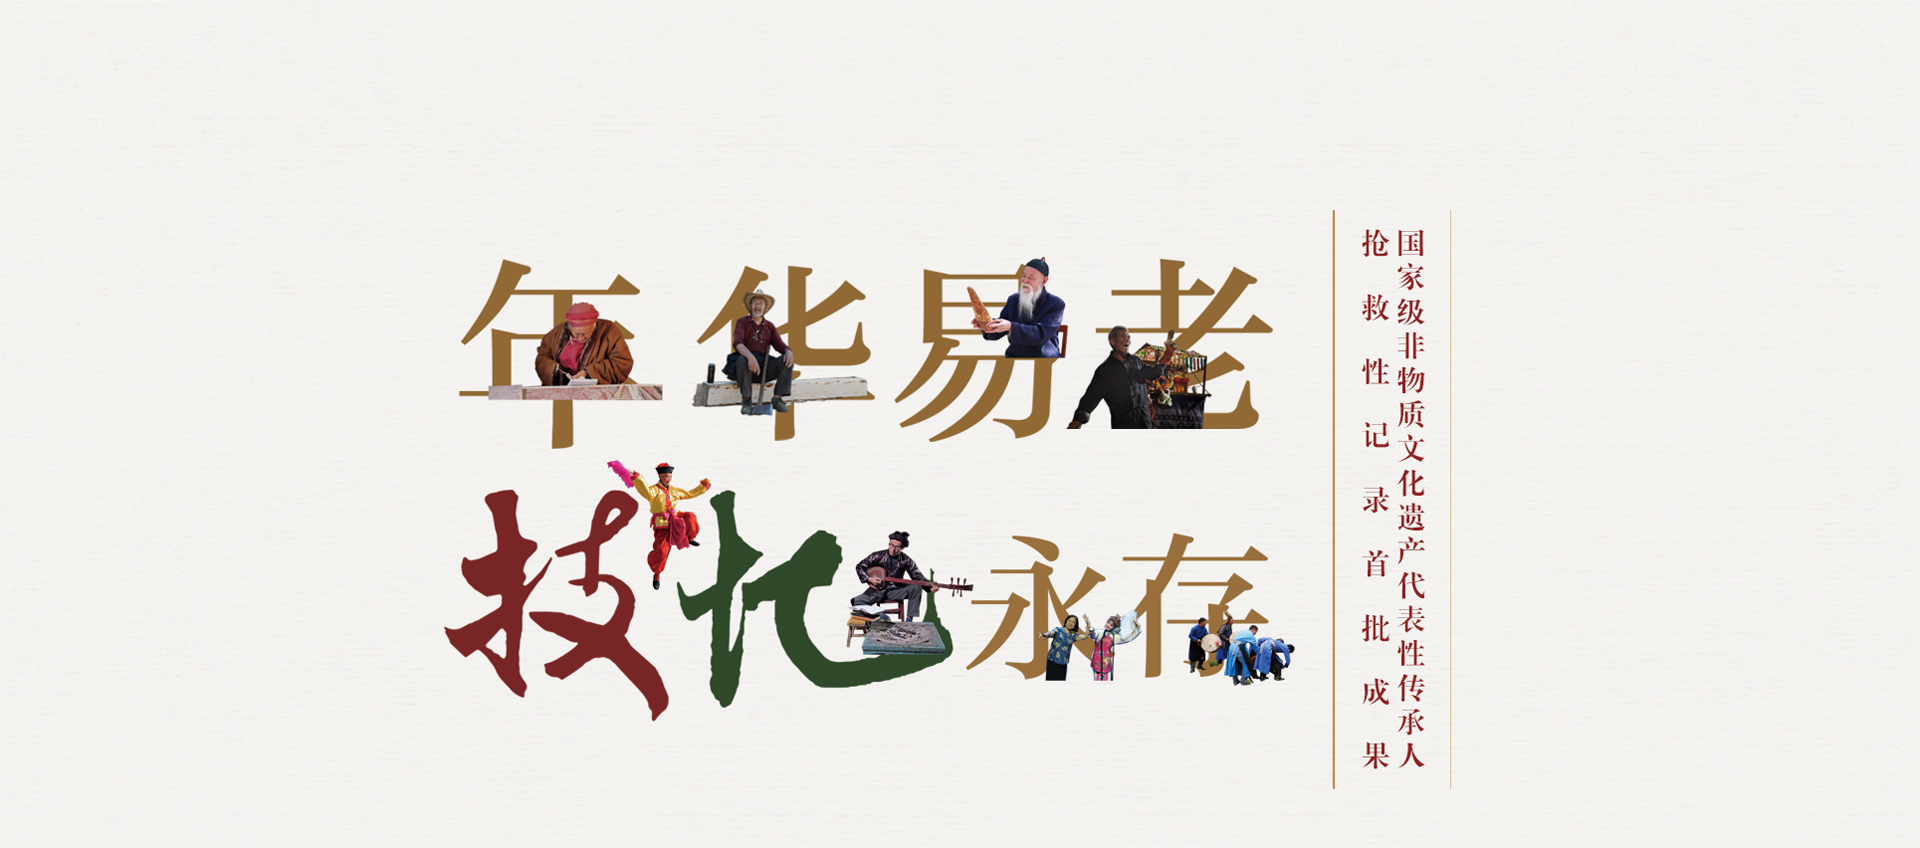 年华易老
技忆永存
国家级非物质文化遗产代表性传承人
抢救性记录首批成果